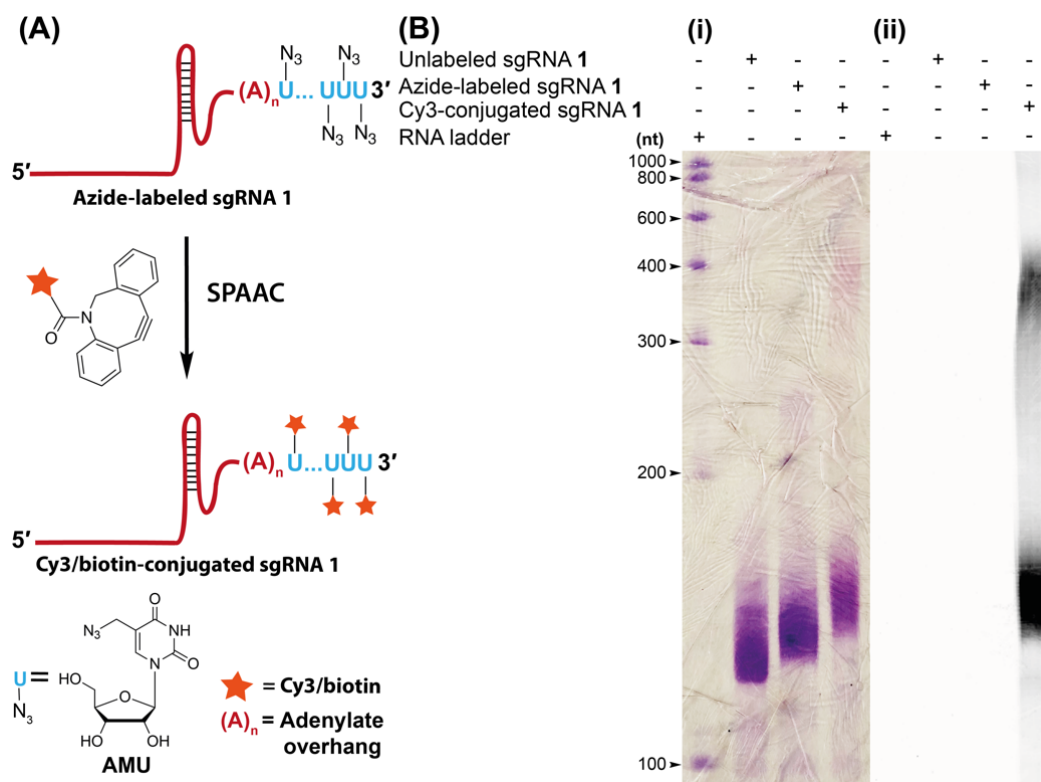 (A)
N3
N3
(A)n U... UUU 3′
N3
N3
5′
Azide-labeled sgRNA 1
SPAAC
O
N
(A)n U...UUU 3′
5′
Cy3/biotin-conjugated sgRNA 1
O
N3
NH
N
O
U
=
N3
HO
O
HO
OH
AMU
= Cy3/biotin
(A)n = Adenylate
overhang
(B)
(i)
(ii)
Unlabeled sgRNA 1 - + - - - + - -
Azide-labeled sgRNA 1 - - + - - - + -
Cy3-conjugated sgRNA 1 - - - + - - - +
RNA ladder (nt) + - - - + - - -
1000
800
600
400
300
200
100